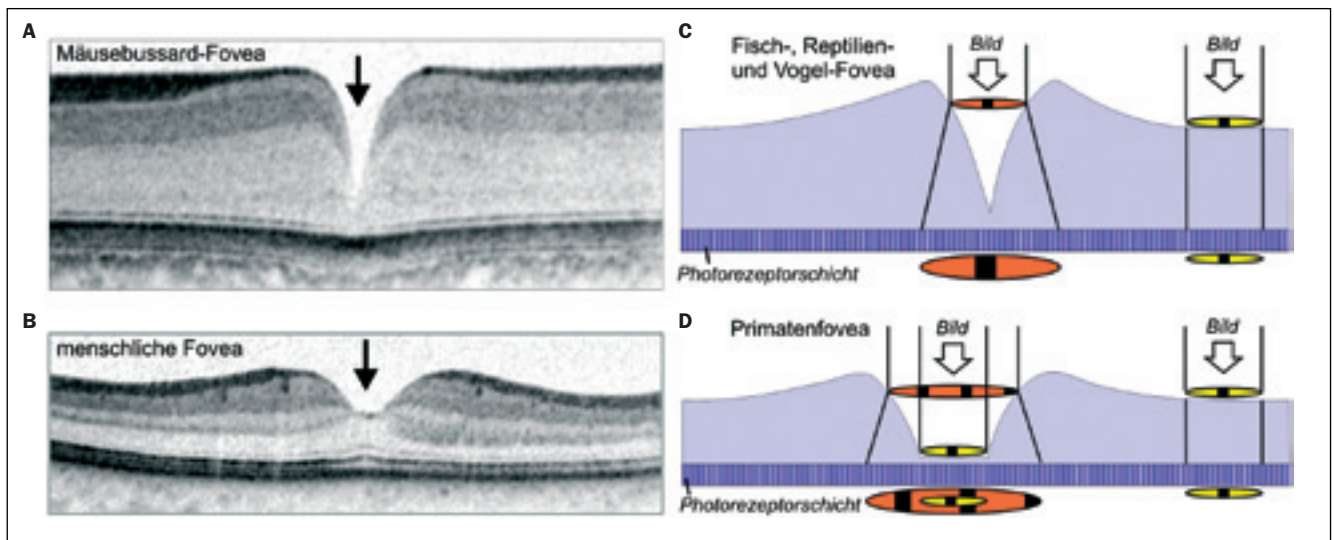 A
Mäusebussard-Fovea
B
menschliche Fovea
C
Fisch-, Reptilien-
und Vogel-Fovea
Bild
Bild
Photorezeptorschicht
D
Primatenfovea
Bild
Bild
Photorezeptorschicht